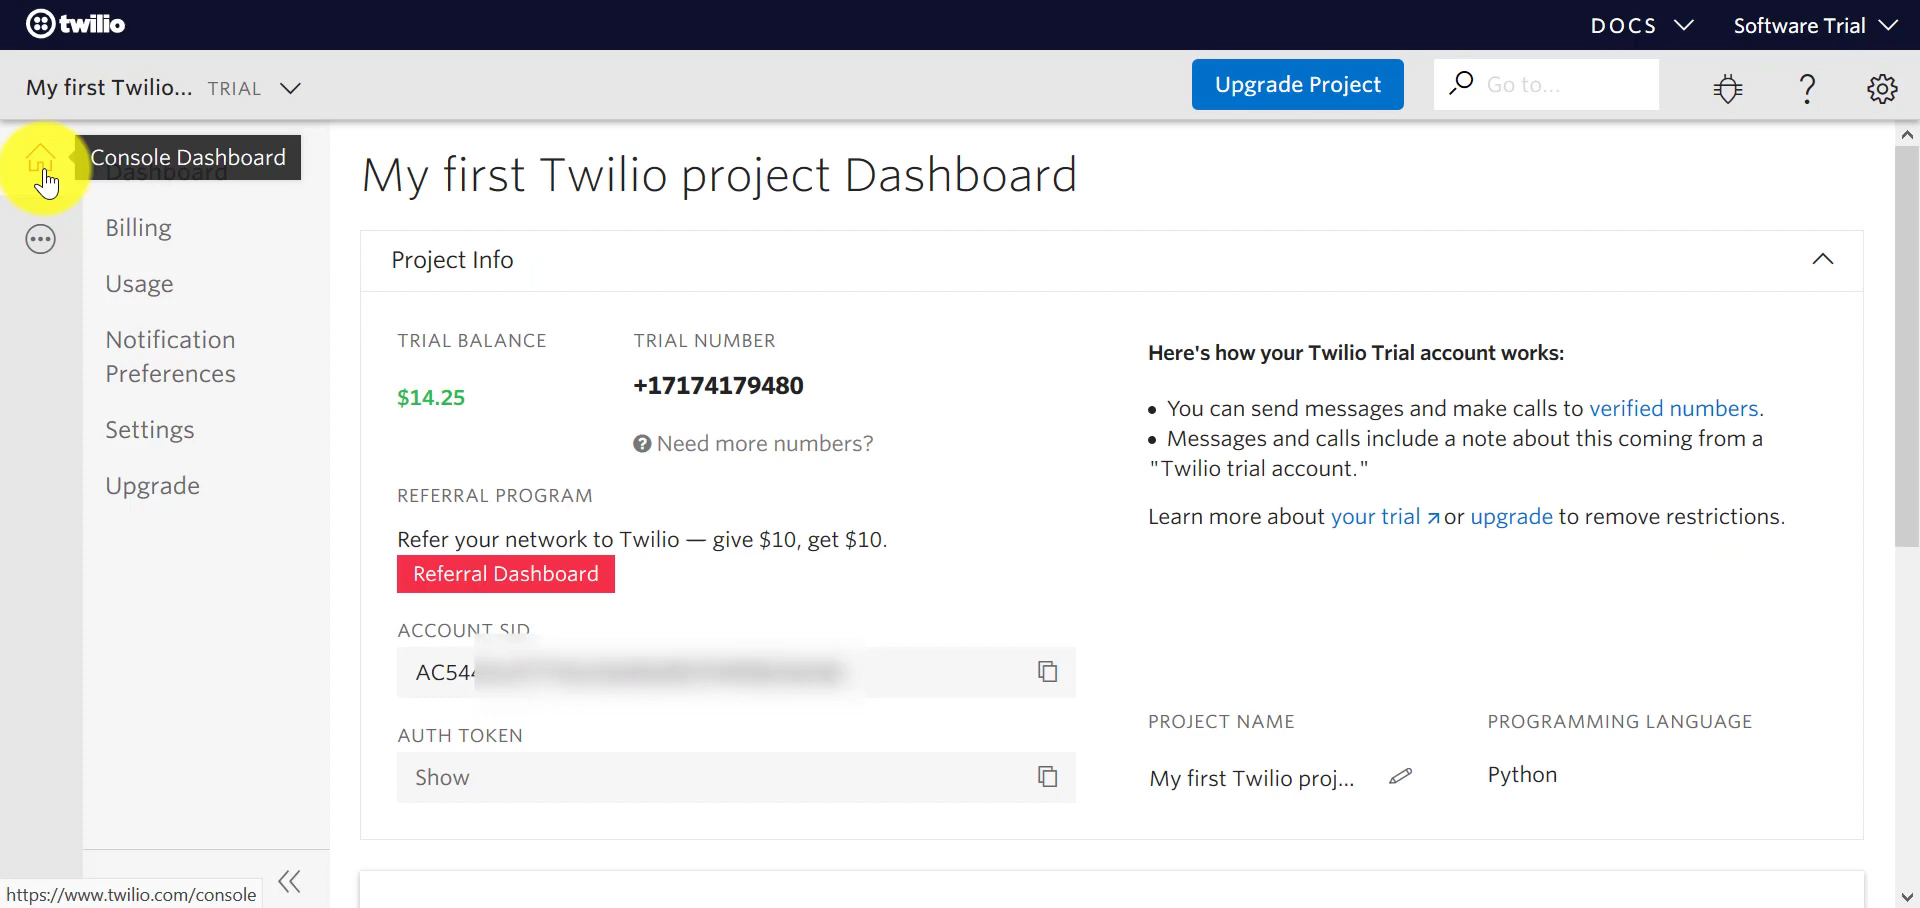 twilio
DOCS
Software Trial
My first Twilio... TRIAL
Upgrade Project
Go to...
Console Dashboard
Dashboard
Billing
Usage
Notification
Preferences
Settings
Upgrade
My first Twilio project Dashboard
Project Info
TRIAL BALANCE
$14.25
TRIAL NUMBER
+17174179480
Need more numbers?
REFERRAL PROGRAM
Refer your network to Twilio — give $10, get $10.
Referral Dashboard
ACCOUNT SID
AC544
AUTH TOKEN
Show
Here's how your Twilio Trial account works:
• You can send messages and make calls to verified numbers.
• Messages and calls include a note about this coming from a
"Twilio trial account."
Learn more about your trial or upgrade to remove restrictions.
PROJECT NAME
My first Twilio proj...
PROGRAMMING LANGUAGE
Python
https://www.twilio.com/console